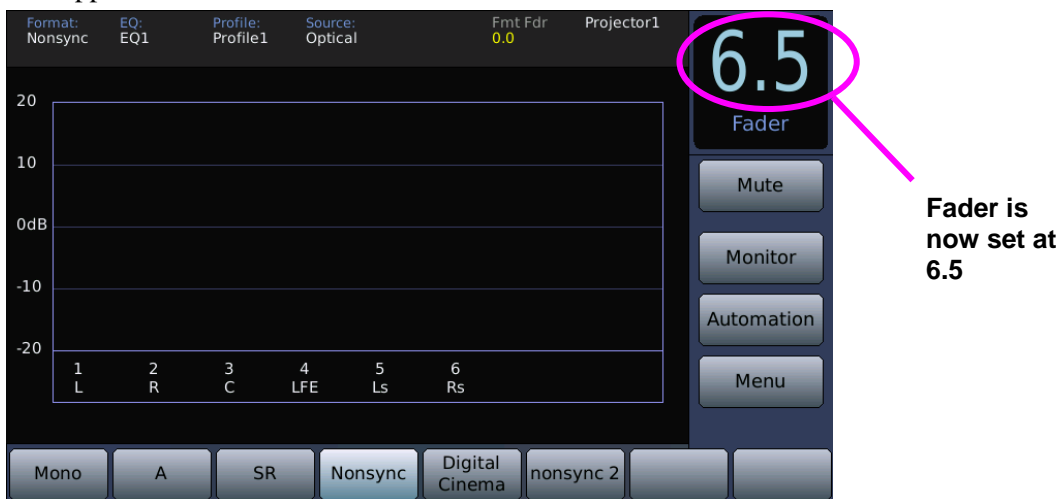 Format: EQ: Profile: Source: Fmt Fdr Projector1
Nonsync EQ1 Profile1 Optical 0.0
6.5
Fader
20
10
0dB
-10
-20
1 2 3 4 5 6
L R C LFE Ls Rs
Mute
Monitor
Automation
Menu
Fader is
now set at
6.5
Mono A SR Nonsync Digital Cinema nonsync 2